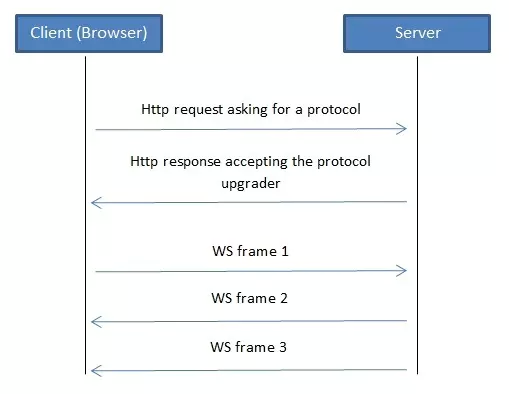 Client (Browser)
Server
Http request asking for a protocol
Http response accepting the protocol
upgrader
WS frame 1
WS frame 2
WS frame 3